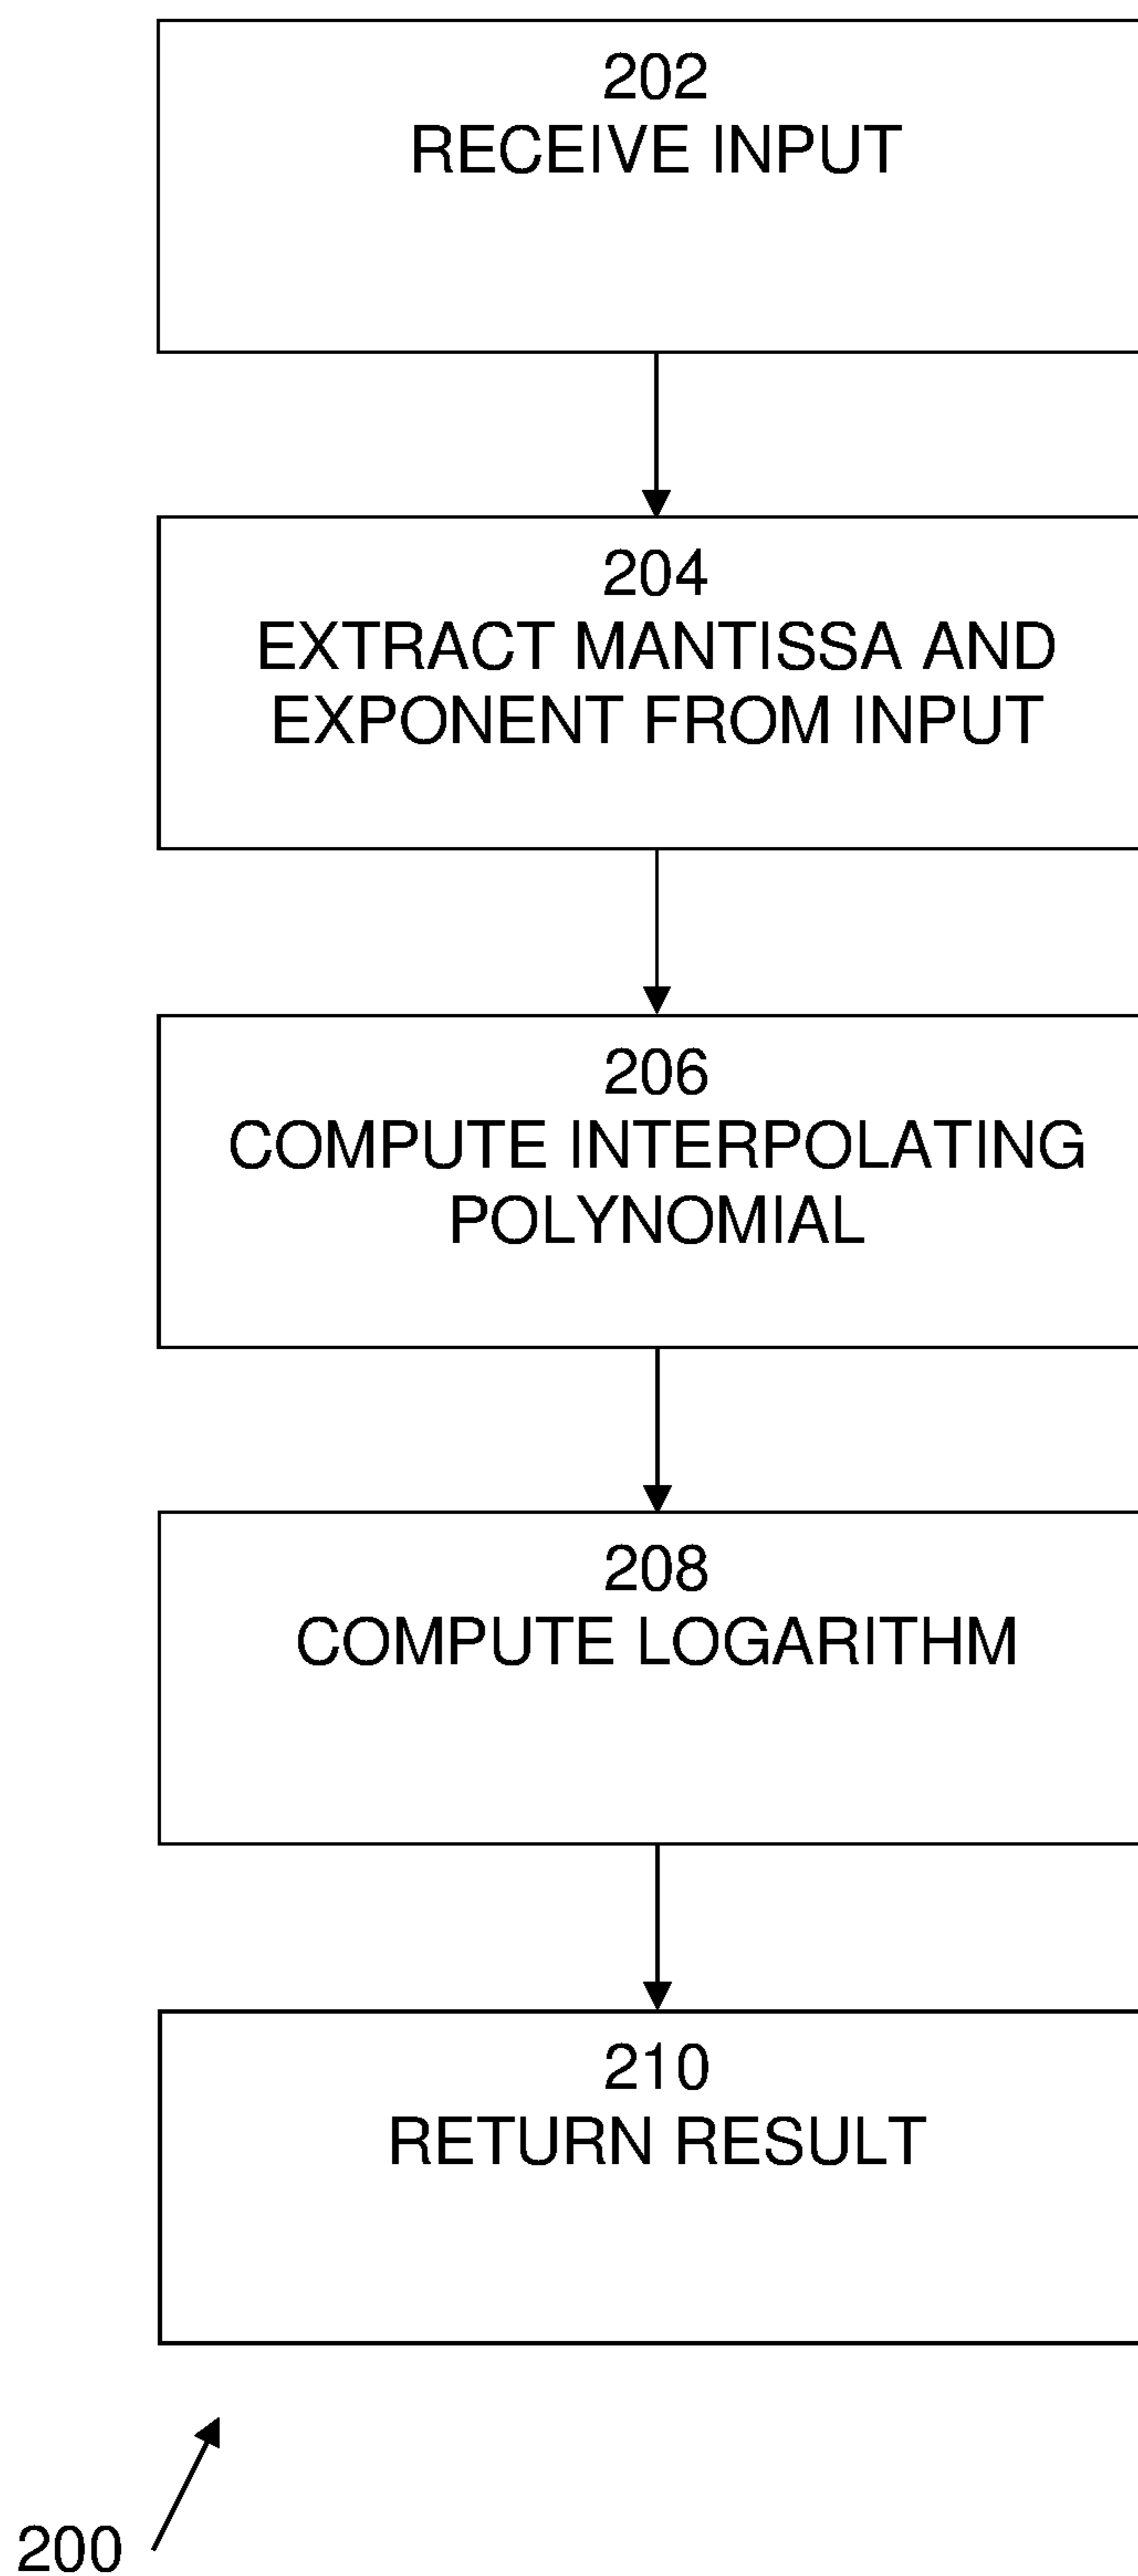 202
RECEIVE INPUT
204
EXTRACT MANTISSA AND
EXPONENT FROM INPUT
206
COMPUTE INTERPOLATING
POLYNOMIAL
208
COMPUTE LOGARITHM
210
RETURN RESULT
200